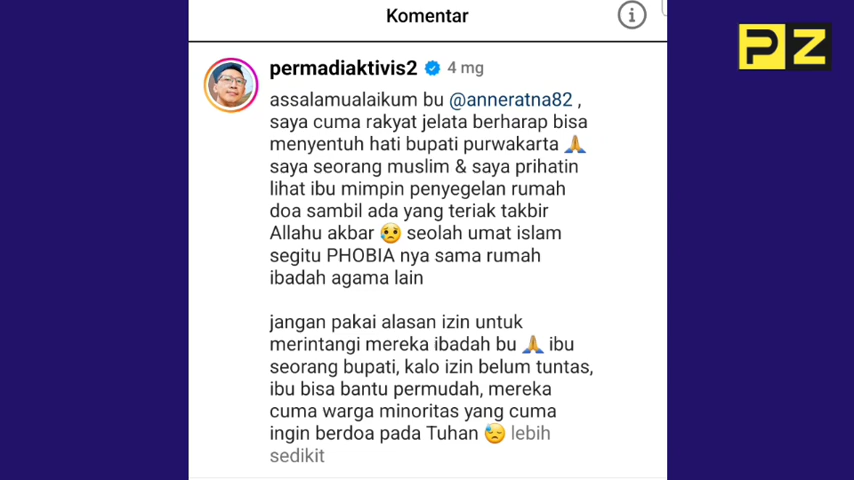 Komentar
PZ
permadiaktivis2 4 mg
assalamualaikum bu @anneratna82 ,
saya cuma rakyat jelata berharap bisa
menyentuh hati bupati purwakarta 🙏
saya seorang muslim & saya prihatin
lihat ibu mimpin penyegelan rumah
doa sambil ada yang teriak takbir
Allahu akbar 😥 seolah umat islam
segitu PHOBIA nya sama rumah
ibadah agama lain
jangan pakai alasan izin untuk
merintangi mereka ibadah bu 🙏 ibu
seorang bupati, kalo izin belum tuntas,
ibu bisa bantu permudah, mereka
cuma warga minoritas yang cuma
ingin berdoa pada Tuhan 😓 lebih
sedikit